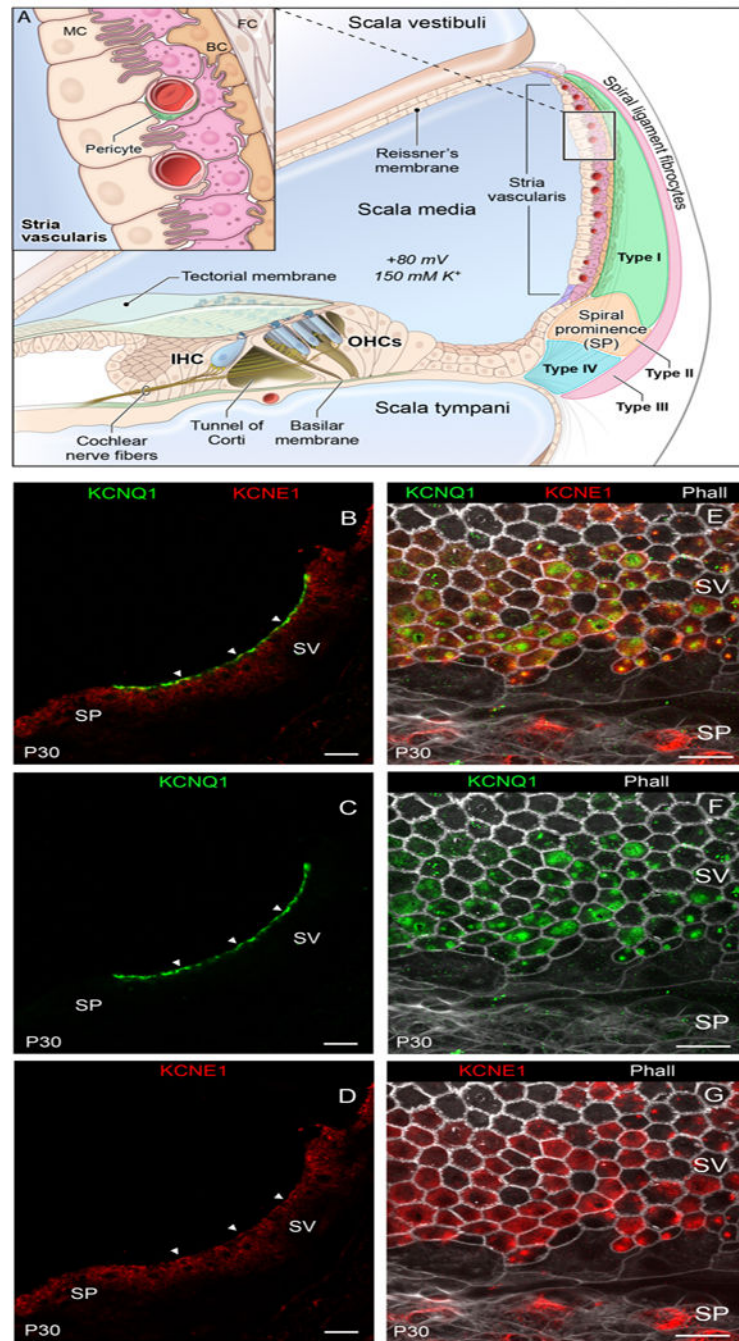 A
MC
FC
BC
Pericyte
Stria
vascularis
Scala vestibuli
Reissner's
membrane
Stria
vascularis
Spiral ligament fibrocytes
Scala media
+80 mV
150 mM K⁺
Type I
Tectorial membrane
Spiral
prominence
(SP)
IHC
OHCs
Type IV
Type II
Type III
Scala tympani
Cochlear
nerve fibers
Tunnel of
Corti
Basilar
membrane
KCNQ1 KCNE1
B
SV
SP
P30
KCNQ1 KCNE1 Phall
E
SV
SP
P30
KCNQ1
C
SV
SP
P30
KCNQ1 Phall
F
SV
SP
P30
KCNE1
D
SV
SP
P30
KCNE1 Phall
G
SV
SP
P30